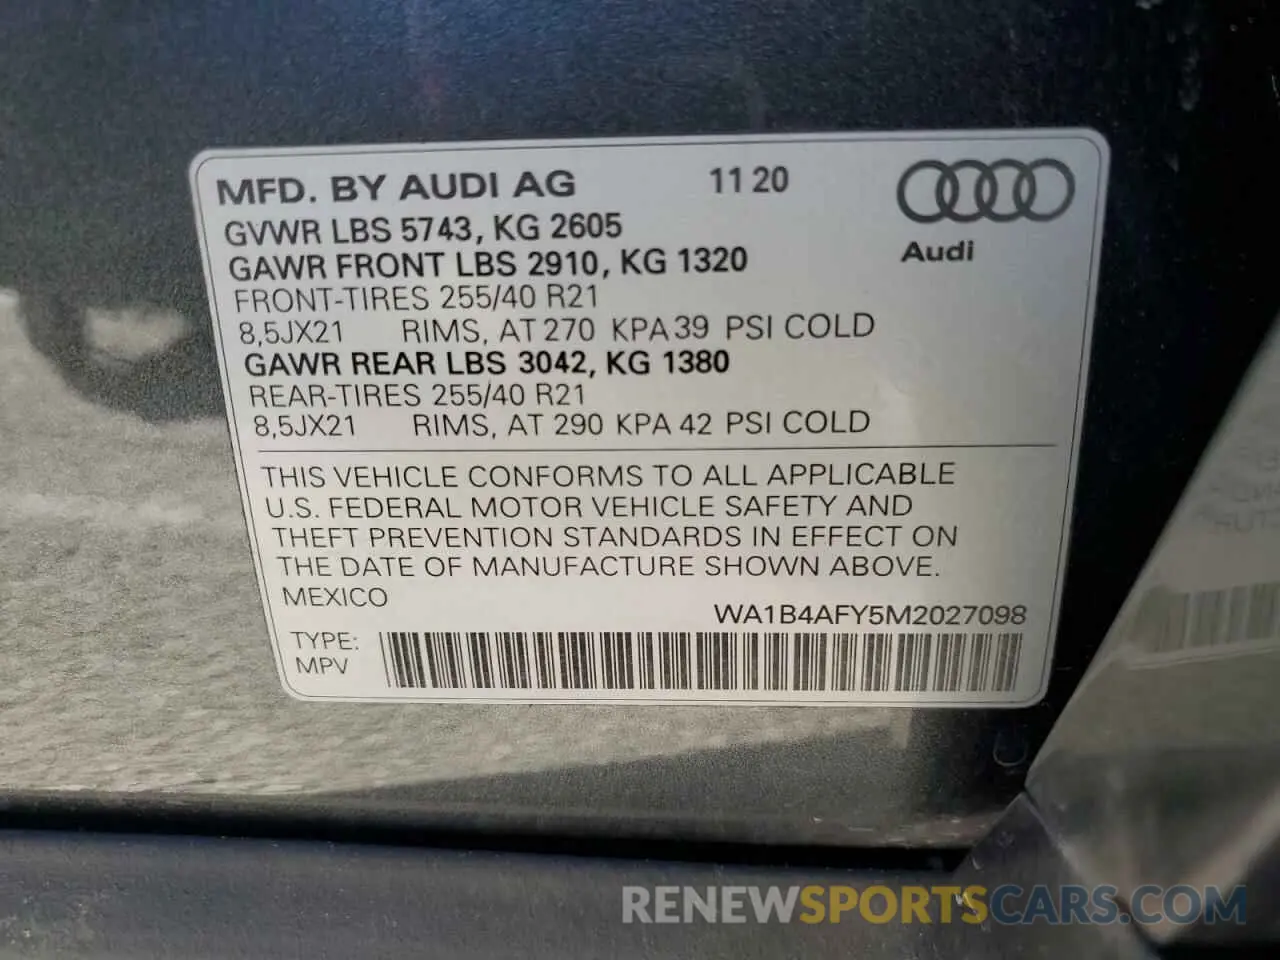 MFD. BY AUDI AG 11 20
Audi
GVWR LBS 5743, KG 2605
GAWR FRONT LBS 2910, KG 1320
FRONT-TIRES 255/40 R21
8,5JX21 RIMS, AT 270 KPA 39 PSI COLD
GAWR REAR LBS 3042, KG 1380
REAR-TIRES 255/40 R21
8,5JX21 RIMS, AT 290 KPA 42 PSI COLD
THIS VEHICLE CONFORMS TO ALL APPLICABLE
U.S. FEDERAL MOTOR VEHICLE SAFETY AND
THEFT PREVENTION STANDARDS IN EFFECT ON
THE DATE OF MANUFACTURE SHOWN ABOVE.
MEXICO
WA1B4AFY5M2027098
TYPE:
MPV
RENEWSPORTSCARS.COM